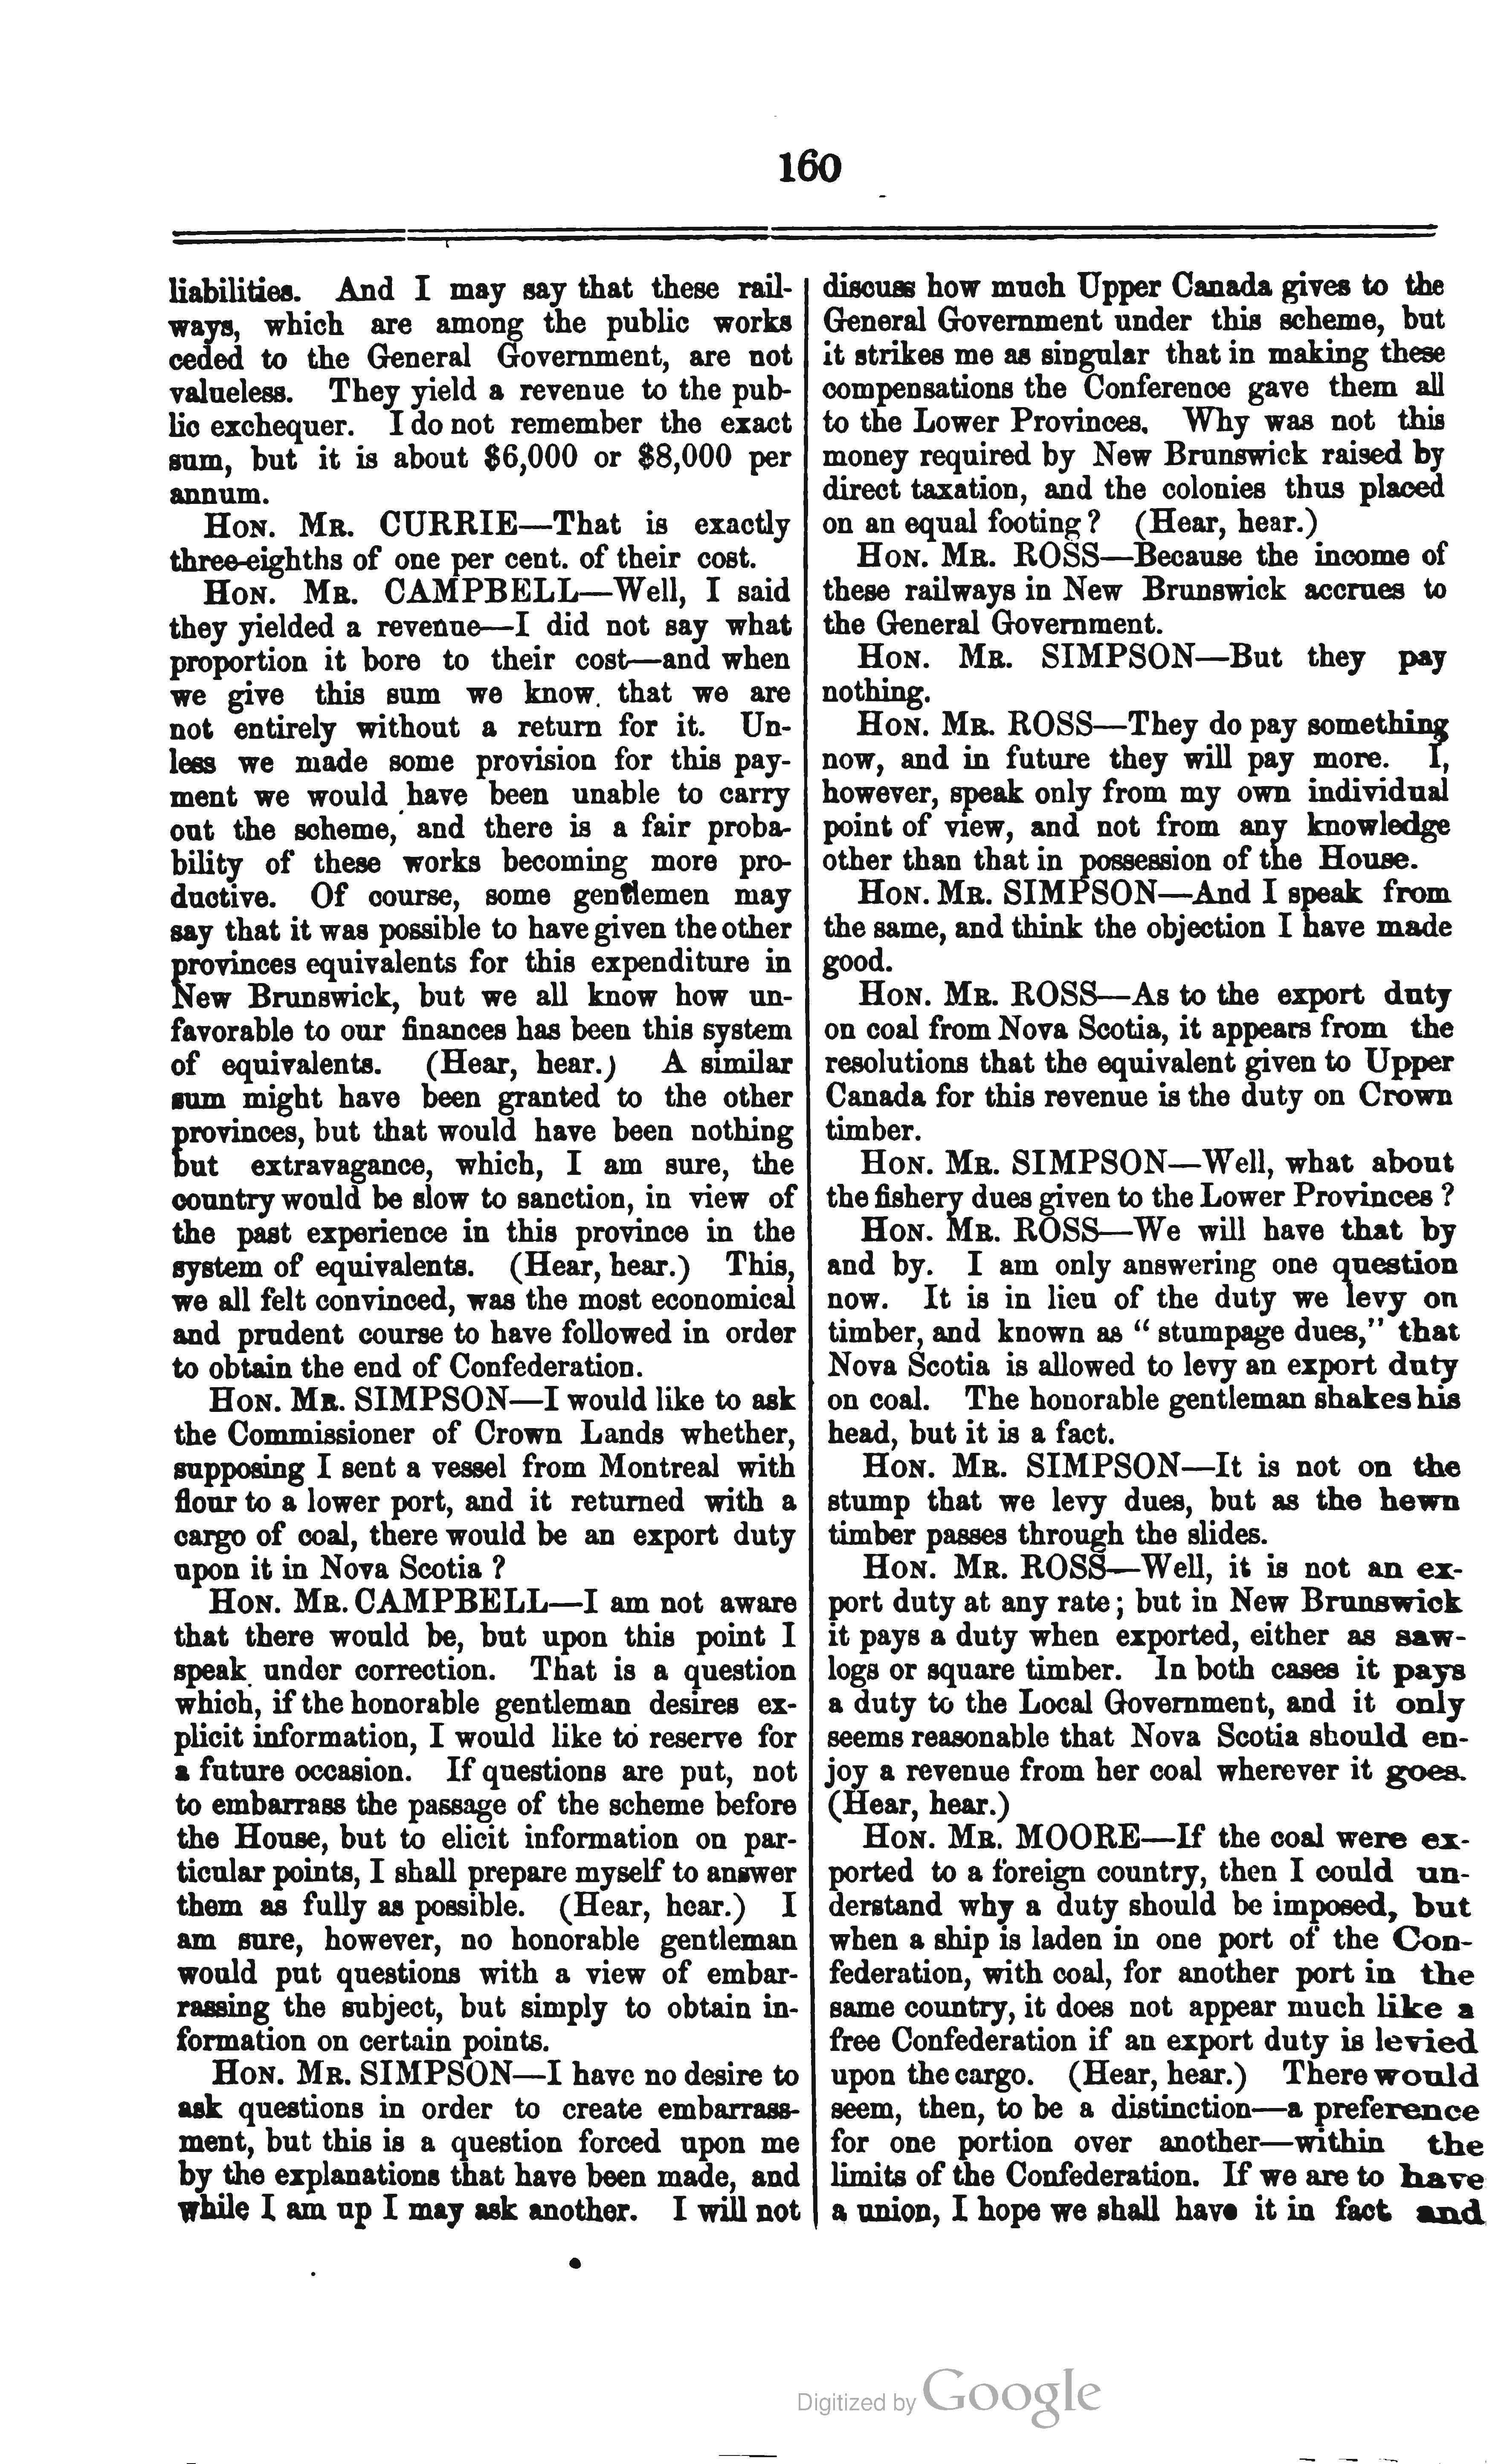 160
liabilities. And I may say that these rail-
ways, which are among the public works
ceded to the General Government, are not
valueless. They yield a revenue to the pub-
lic exchequer. I do not remember the exact
sum, but it is about $6,000 or $8,000 per
annum.
HON. MR. CURRIE—That is exactly
three-eighths of one per cent. of their cost.
HON. MR. CAMPBELL—Well, I said
they yielded a revenue—I did not say what
proportion it bore to their cost—and when
we give this sum we know that we are
not entirely without a return for it. Un-
less we made some provision for this pay-
ment we would have been unable to carry
out the scheme, and there is a fair proba-
bility of these works becoming more pro-
ductive. Of course, some gentlemen may
say that it was possible to have given the other
provinces equivalents for this expenditure in
New Brunswick, but we all know how un-
favorable to our finances has been this system
of equivalents. (Hear, hear.) A similar
sum might have been granted to the other
provinces, but that would have been nothing
but extravagance, which, I am sure, the
country would be slow to sanction, in view of
the past experience in this province in the
system of equivalents. (Hear, hear.) This,
we all felt convinced, was the most economical
and prudent course to have followed in order
to obtain the end of Confederation.
HON. MR. SIMPSON—I would like to ask
the Commissioner of Crown Lands whether,
supposing I sent a vessel from Montreal with
flour to a lower port, and it returned with a
cargo of coal, there would be an export duty
upon it in Nova Scotia ?
HON. MR. CAMPBELL—I am not aware
that there would be, but upon this point I
speak under correction. That is a question
which, if the honorable gentleman desires ex-
plicit information, I would like to reserve for
a future occasion. If questions are put, not
to embarrass the passage of the scheme before
the House, but to elicit information on par-
ticular points, I shall prepare myself to answer
them as fully as possible. (Hear, hear.) I
am sure, however, no honorable gentleman
would put questions with a view of embar-
rassing the subject, but simply to obtain in-
formation on certain points.
HON. MR. SIMPSON—I have no desire to
ask questions in order to create embarrass-
ment, but this is a question forced upon me
by the explanations that have been made, and
while I am up I may ask another. I will not
discuss how much Upper Canada gives to the
General Government under this scheme, but
it strikes me as singular that in making these
compensations the Conference gave them all
to the Lower Provinces. Why was not this
money required by New Brunswick raised by
direct taxation, and the colonies thus placed
on an equal footing ? (Hear, hear.)
HON. MR. ROSS—Because the income of
these railways in New Brunswick accrues to
the General Government.
HON. MR. SIMPSON—But they pay
nothing.
HON. MR. ROSS—They do pay something
now, and in future they will pay more. I,
however, speak only from my own individual
point of view, and not from any knowledge
other than that in possession of the House.
HON. MR. SIMPSON—And I speak from
the same, and think the objection I have made
good.
HON. MR. ROSS—As to the export duty
on coal from Nova Scotia, it appears from the
resolutions that the equivalent given to Upper
Canada for this revenue is the duty on Crown
timber.
HON. MR. SIMPSON—Well, what about
the fishery dues given to the Lower Provinces ?
HON. MR. ROSS—We will have that by
and by. I am only answering one question
now. It is in lieu of the duty we levy on
timber, and known as " stumpage dues," that
Nova Scotia is allowed to levy an export duty
on coal. The honorable gentleman shakes his
head, but it is a fact.
HON. MR. SIMPSON—It is not on the
stump that we levy dues, but as the hewn
timber passes through the slides.
HON. MR. ROSS—Well, it is not an ex-
port duty at any rate ; but in New Brunswick
it pays a duty when exported, either as saw-
logs or square timber. In both cases it pays
a duty to the Local Government, and it only
seems reasonable that Nova Scotia should en-
joy a revenue from her coal wherever it goes.
(Hear, hear.)
HON. MR. MOORE—If the coal were ex-
ported to a foreign country, then I could un-
derstand why a duty should be imposed, but
when a ship is laden in one port of the Con-
federation, with coal, for another port in the
same country, it does not appear much like a
free Confederation if an export duty is levied
upon the cargo. (Hear, hear.) There would
seem, then, to be a distinction—a preference
for one portion over another—within the
limits of the Confederation. If we are to have
a union, I hope we shall have it in fact and
Digitized by Google